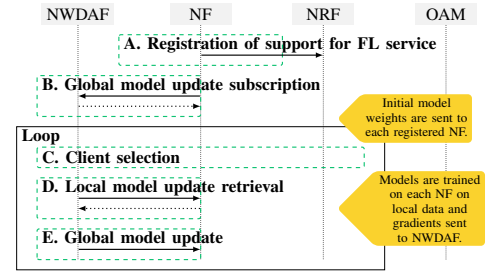 NWDAF NF NRF OAM
A. Registration of support for FL service
B. Global model update subscription
Initial model
weights are sent to
each registered NF.
Loop
C. Client selection
D. Local model update retrieval
Models are trained
on each NF on
local data and
gradients sent
to NWDAF.
E. Global model update